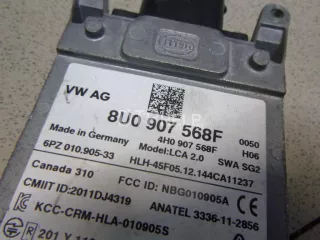 HELLA
VW AG
8U0 907 568F 0050
Made in Germany 4H0 907 568F H06
Model:LCA 2.0 SWA SG2
6PZ 010.905-33 HLH-45F05.12.144CA11237
Canada 310 FCC ID: NBG010905A
CMIIT ID:2011DJ4319 ANATEL 3336-11-2856
KCC-CRM-HLA-010905S
R 201